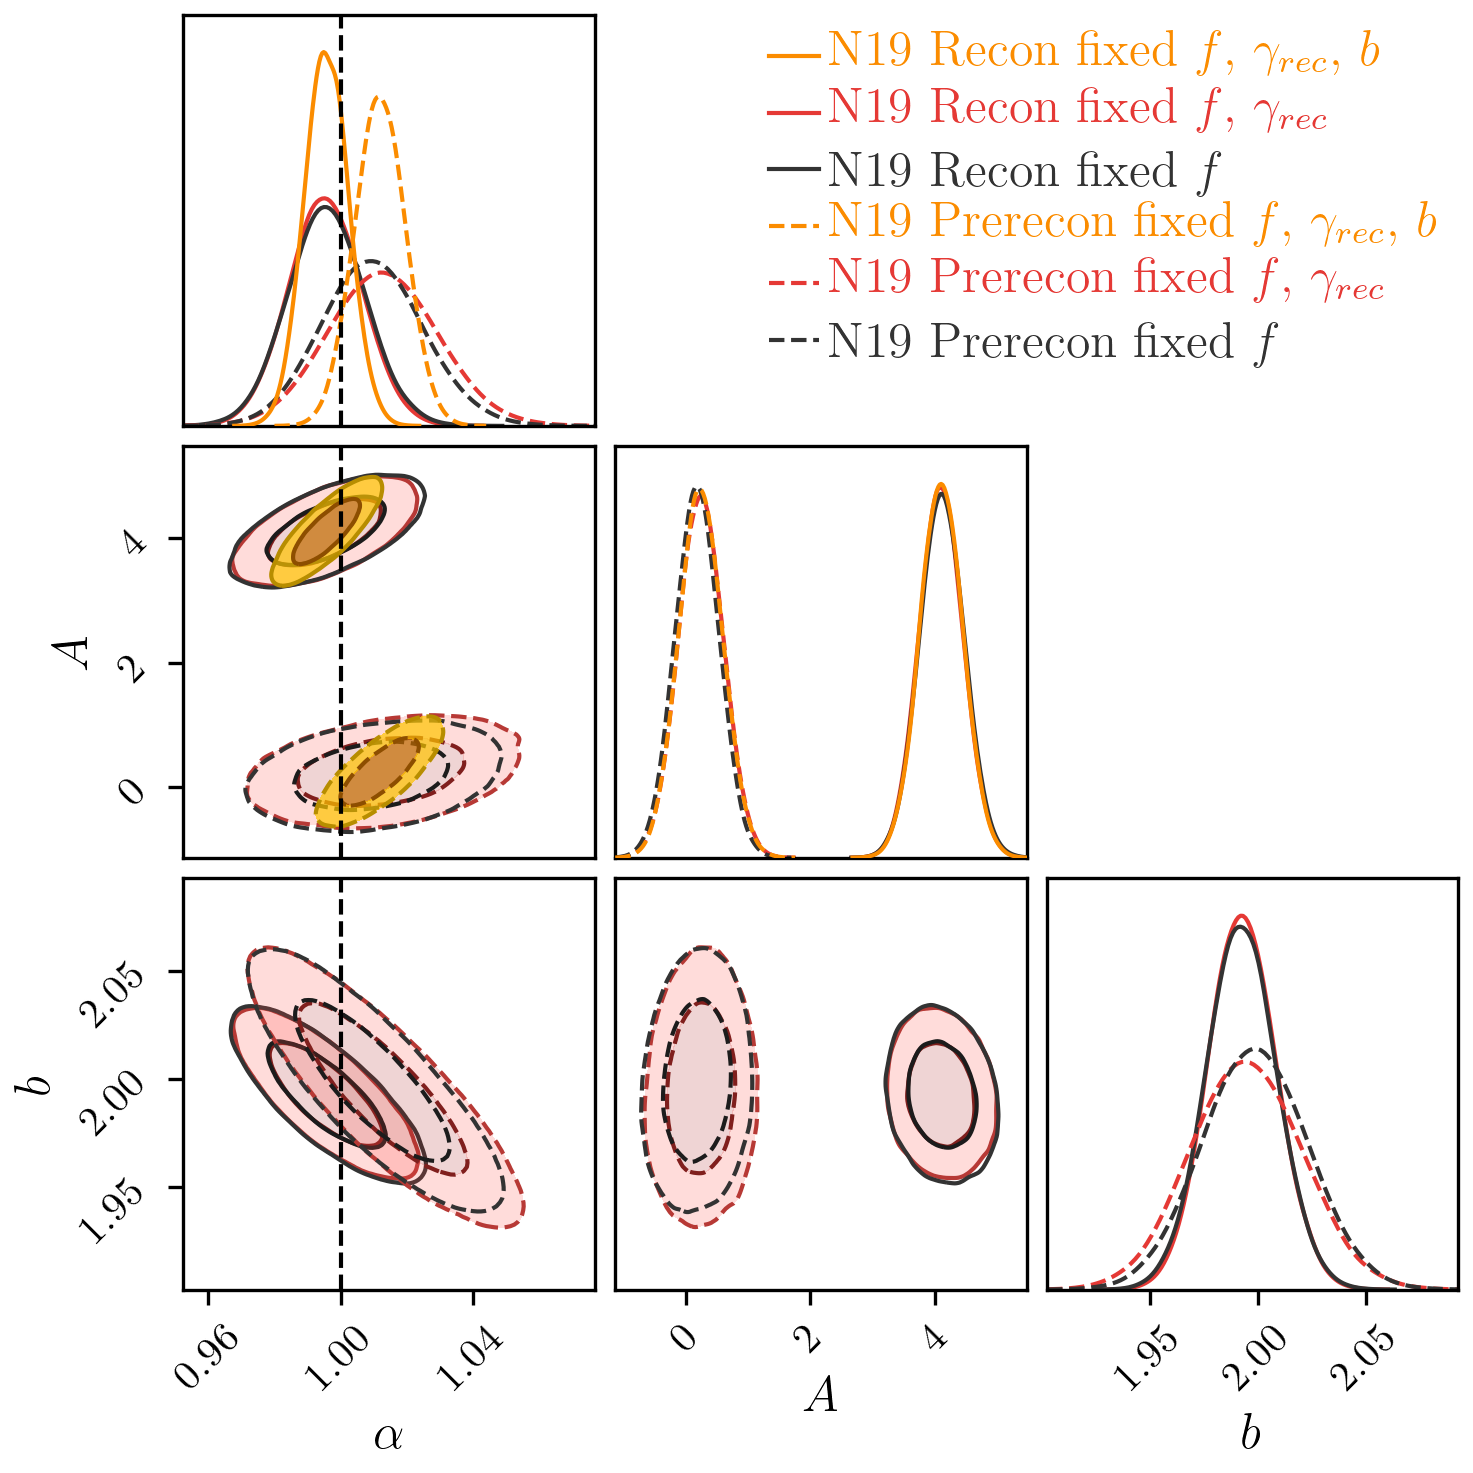 N19 Recon fixed f, γrec, b
N19 Recon fixed f, γrec
N19 Recon fixed f
N19 Prerecon fixed f, γrec, b
N19 Prerecon fixed f, γrec
N19 Prerecon fixed f
4
2
0
A
2.05
2.00
1.95
b
0.96
1.00
1.04
α
0
2
4
A
1.95
2.00
2.05
b